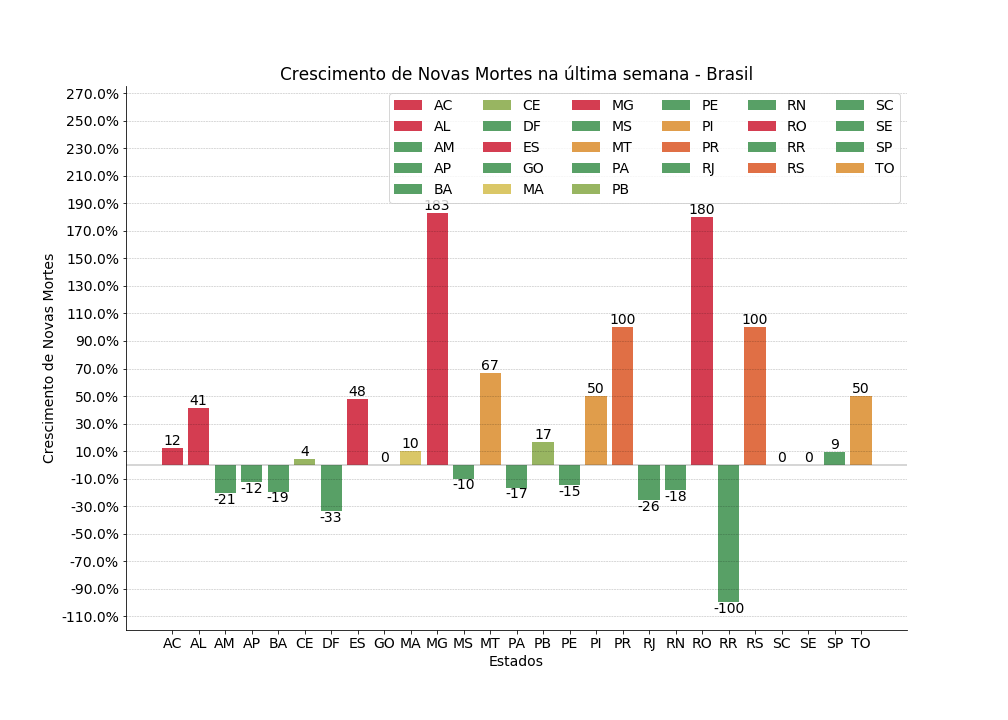 Crescimento de Novas Mortes na última semana - Brasil
270.0%
250.0%
230.0%
210.0%
190.0%
170.0%
150.0%
130.0%
110.0%
90.0%
70.0%
50.0%
30.0%
10.0%
-10.0%
-30.0%
-50.0%
-70.0%
-90.0%
-110.0%
Crescimento de Novas Mortes
AC CE MG PE RN SC
AL DF MS PI RO SE
AM ES MT PR RR SP
AP GO PA RJ RS TO
BA MA PB
12 41 -21 -12 -19 4 -33 48 0 10 183 -10 67 -17 17 -15 50 100 -26 -18 180 -100 100 0 0 9 50
AC AL AM AP BA CE DF ES GO MA MG MS MT PA PB PE PI PR RJ RN RO RR RS SC SE SP TO
Estados